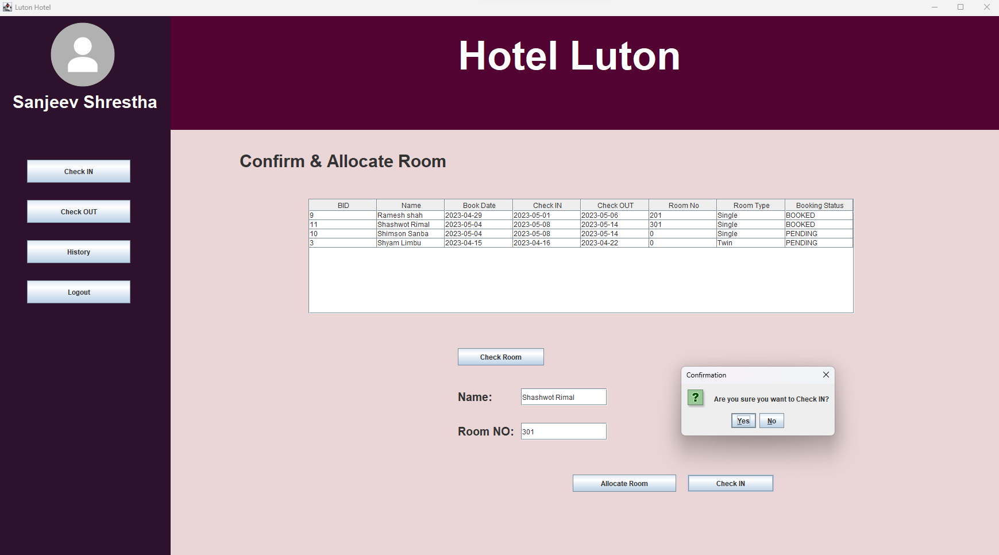 Luton Hotel
Hotel Luton
Sanjeev Shrestha
Check IN
Check OUT
History
Logout
Confirm & Allocate Room
BID Name Book Date Check IN Check OUT Room No Room Type Booking Status
9 Ramesh shah 2023-04-29 2023-05-01 2023-05-06 201 Single BOOKED
11 Shashwot Rimal 2023-05-04 2023-05-08 2023-05-14 301 Single BOOKED
10 Shimson Sanba 2023-05-04 2023-05-08 2023-05-14 0 Single PENDING
3 Shyam Limbu 2023-04-15 2023-04-16 2023-04-22 0 Twin PENDING
Check Room
Name: Shashwot Rimal
Room NO: 301
Confirmation
? Are you sure you want to Check IN?
Yes No
Allocate Room Check IN